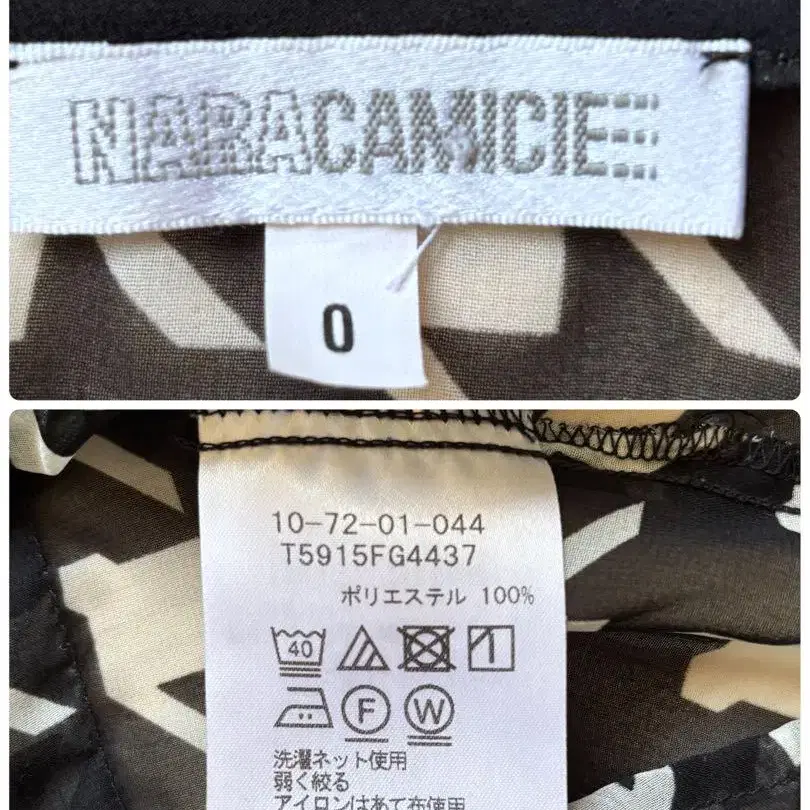 NARACAMICIE
0
10-72-01-044
T5915FG4437
ポリエステル 100%
40
F W
洗濯ネット使用
弱く絞る
アイロンはあて布使用